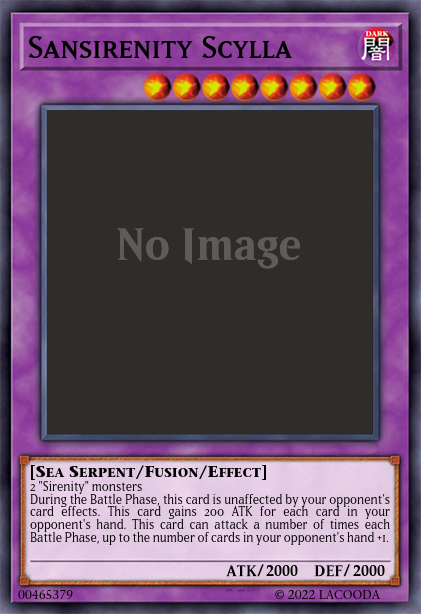 Sansirenity Scylla
DARK
闇
No Image
[Sea Serpent/Fusion/Effect]
2 "Sirenity" monsters
During the Battle Phase, this card is unaffected by your opponent's
card effects. This card gains 200 ATK for each card in your
opponent's hand. This card can attack a number of times each
Battle Phase, up to the number of cards in your opponent's hand +1.
ATK/2000 DEF/2000
00465379 © 2022 LACOODA